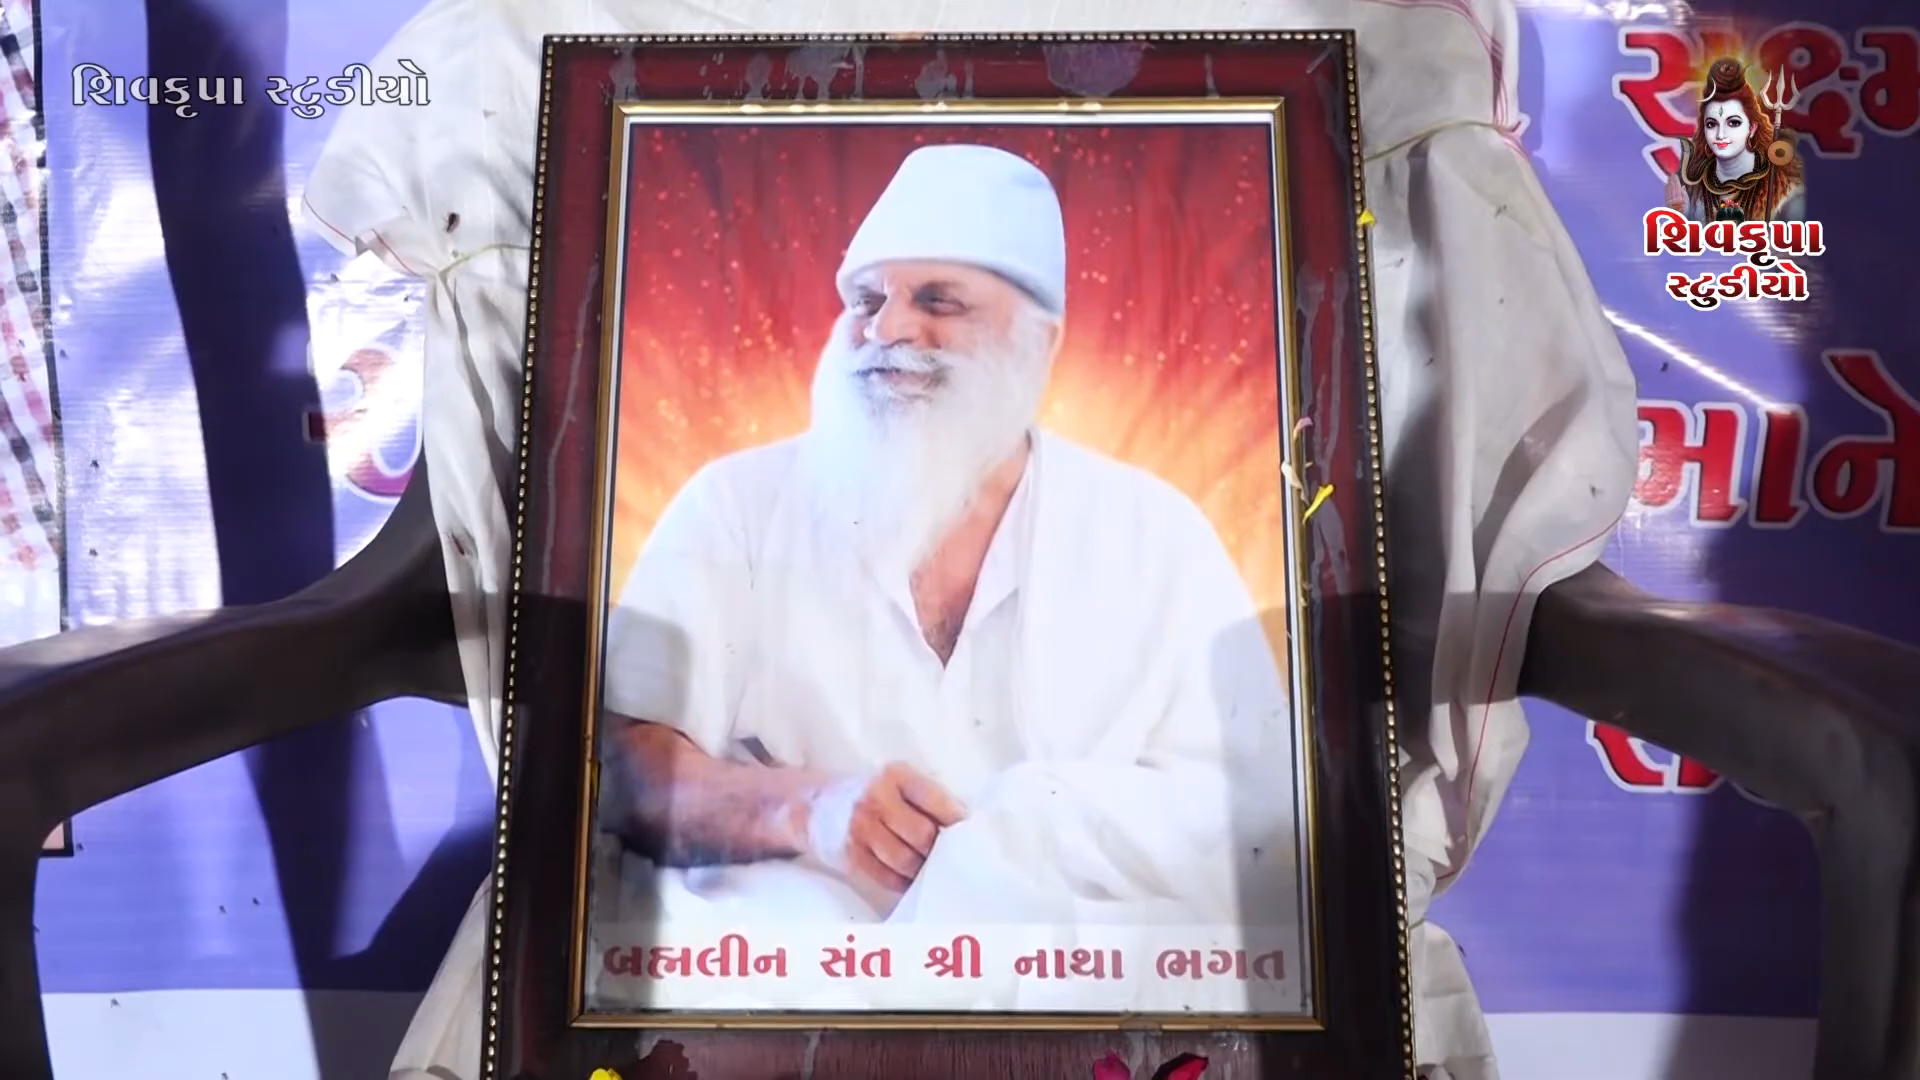 શિવકૃપા સ્ટુડીયો
શિવકૃપા
સ્ટુડીયો
બ્રહ્મલીન સંત શ્રી નાથા ભગત